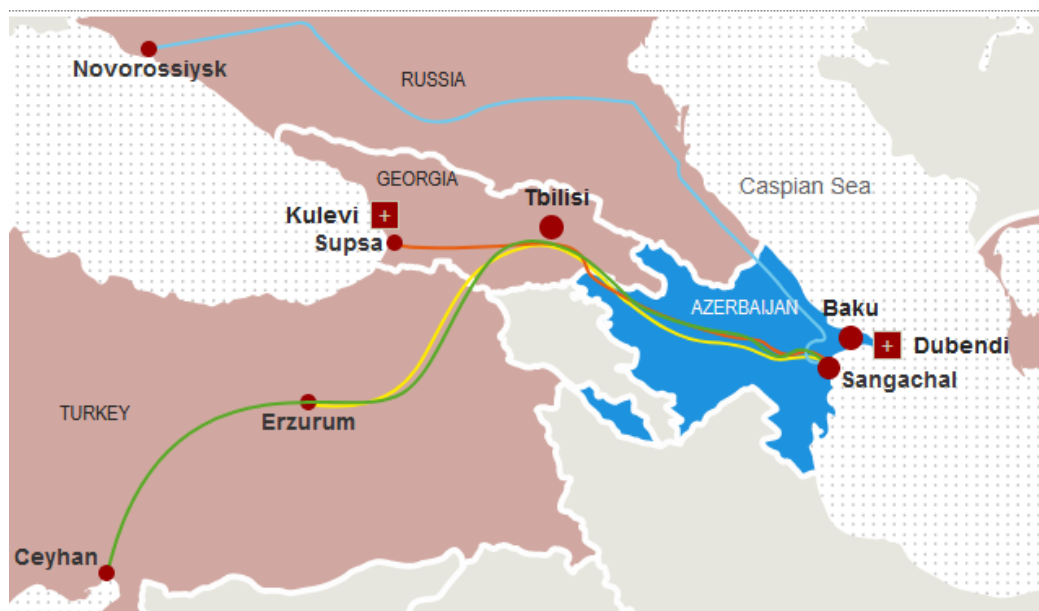 Novorossiysk
RUSSIA
GEORGIA
Caspian Sea
Tbilisi
Kulevi +
Supsa
AZERBAIJAN
Baku
+ Dubendi
Sangachal
TURKEY
Erzurum
Ceyhan